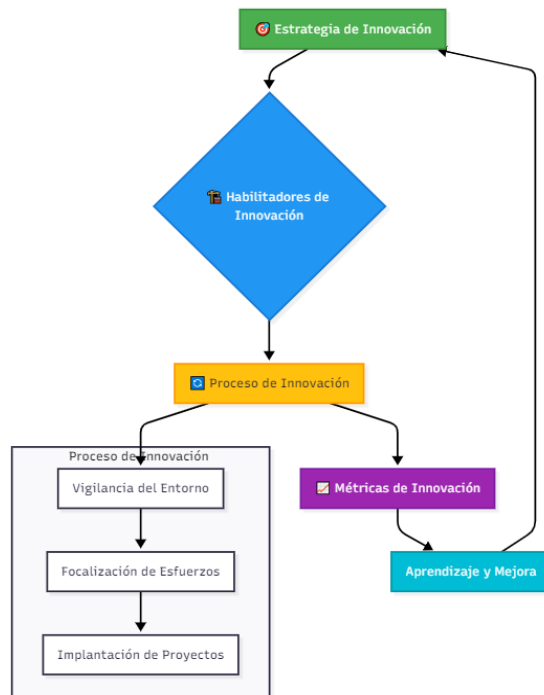 Estrategia de Innovación
Habilitadores de
Innovación
Proceso de Innovación
Proceso de Innovación
Vigilancia del Entorno
Métricas de Innovación
Focalización de Esfuerzos
Aprendizaje y Mejora
Implantación de Proyectos